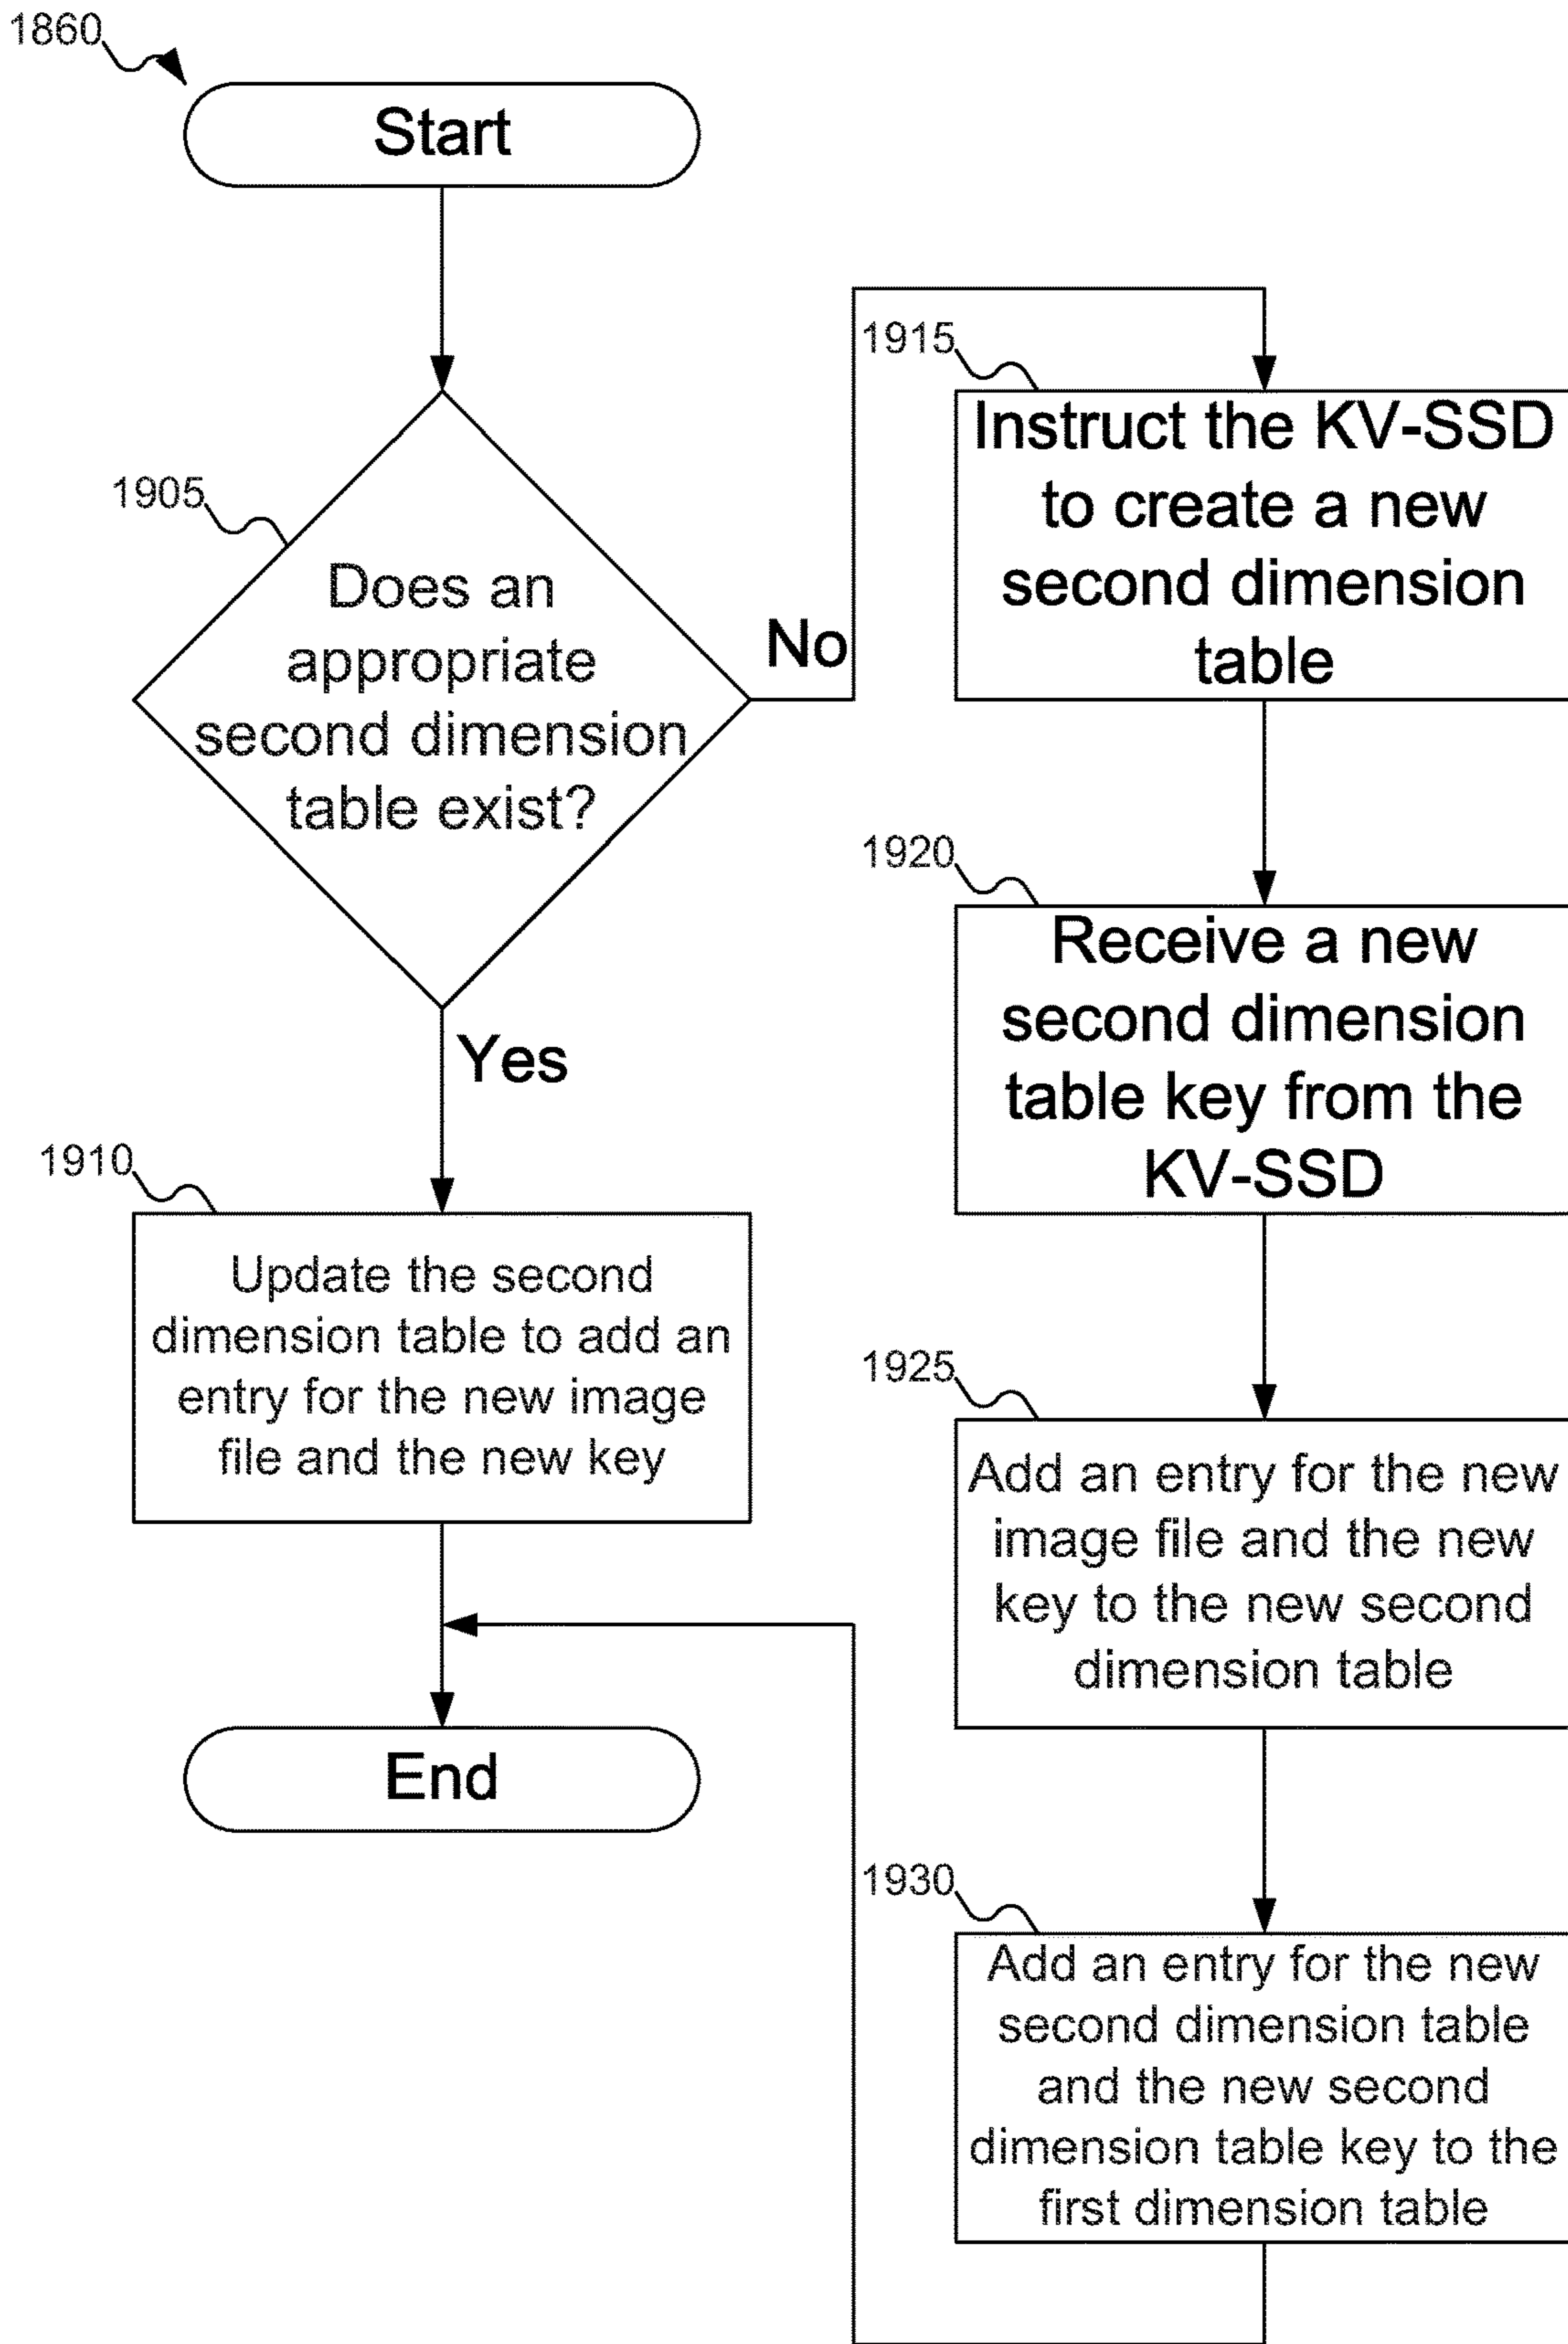 1860
Start
1905
Does an
appropriate
second dimension
table exist?
No
Yes
1910
Update the second
dimension table to add an
entry for the new image
file and the new key
End
1915
Instruct the KV-SSD
to create a new
second dimension
table
1920
Receive a new
second dimension
table key from the
KV-SSD
1925
Add an entry for the new
image file and the new
key to the new second
dimension table
1930
Add an entry for the new
second dimension table
and the new second
dimension table key to the
first dimension table